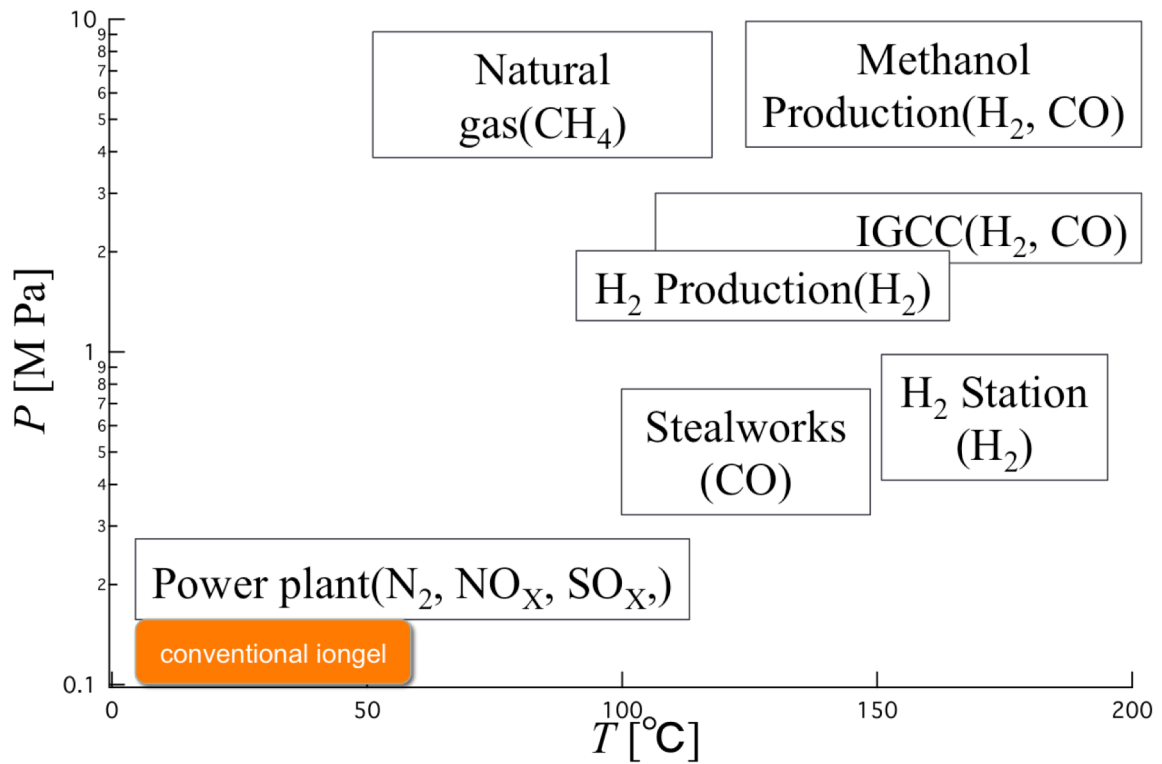 10
9
8
7
6
5
4
3
2
1
9
8
7
6
5
4
3
2
0.1
P [M Pa]
Natural
gas(CH₄)
Methanol
Production(H₂, CO)
IGCC(H₂, CO)
H₂ Production(H₂)
H₂ Station
(H₂)
Stealworks
(CO)
Power plant(N₂, NOX, SOX,)
conventional iongel
0
50
100
150
200
T [℃]